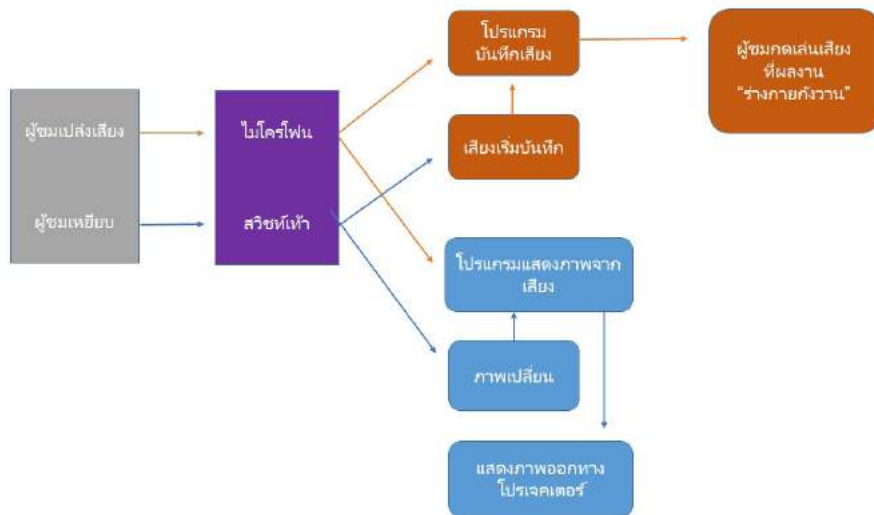 ผู้ชมเปล่งเสียง
ผู้ชมเหยียบ
ไมโครโฟน
สวิชท์เท้า
โปรแกรม
บันทึกเสียง
เสียงเริ่มบันทึก
ผู้ชมกดเล่นเสียง
ที่ผลงาน
“ร่างกายกังวาน”
โปรแกรมแสดงภาพจาก
เสียง
ภาพเปลี่ยน
แสดงภาพออกทาง
โปรเจคเตอร์